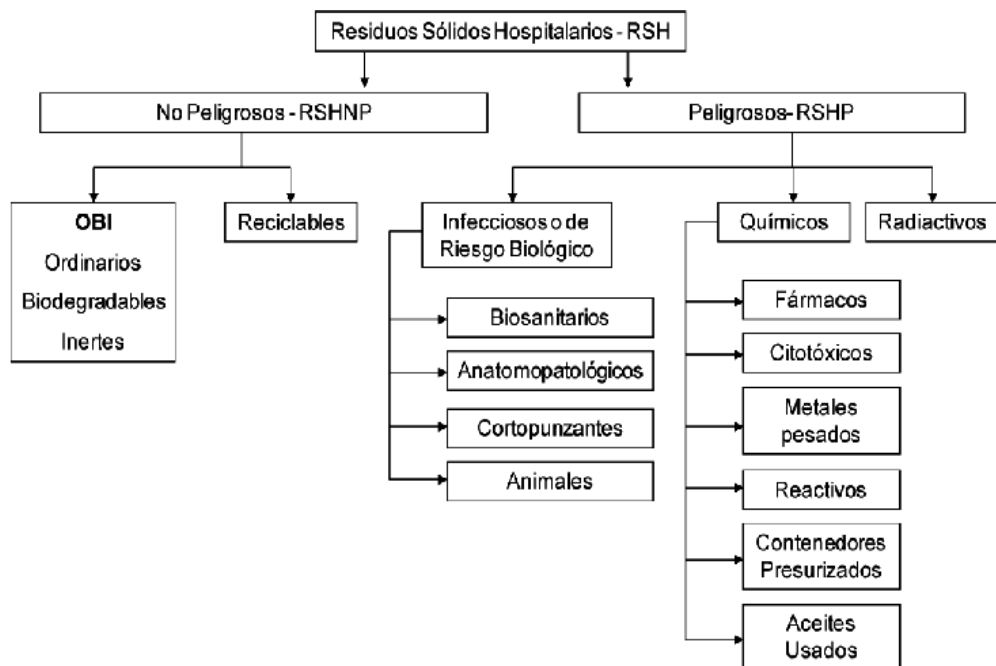 Residuos Sólidos Hospitalarios - RSH
No Peligrosos - RSHNP
Peligrosos- RSHP
OBI
Ordinarios
Biodegradables
Inertes
Reciclables
Infecciosos o de
Riesgo Biológico
Biosanitarios
Anatomopatológicos
Cortopunzantes
Animales
Químicos
Fármacos
Citotóxicos
Metales
pesados
Reactivos
Contenedores
Presurizados
Aceites
Usados
Radiactivos